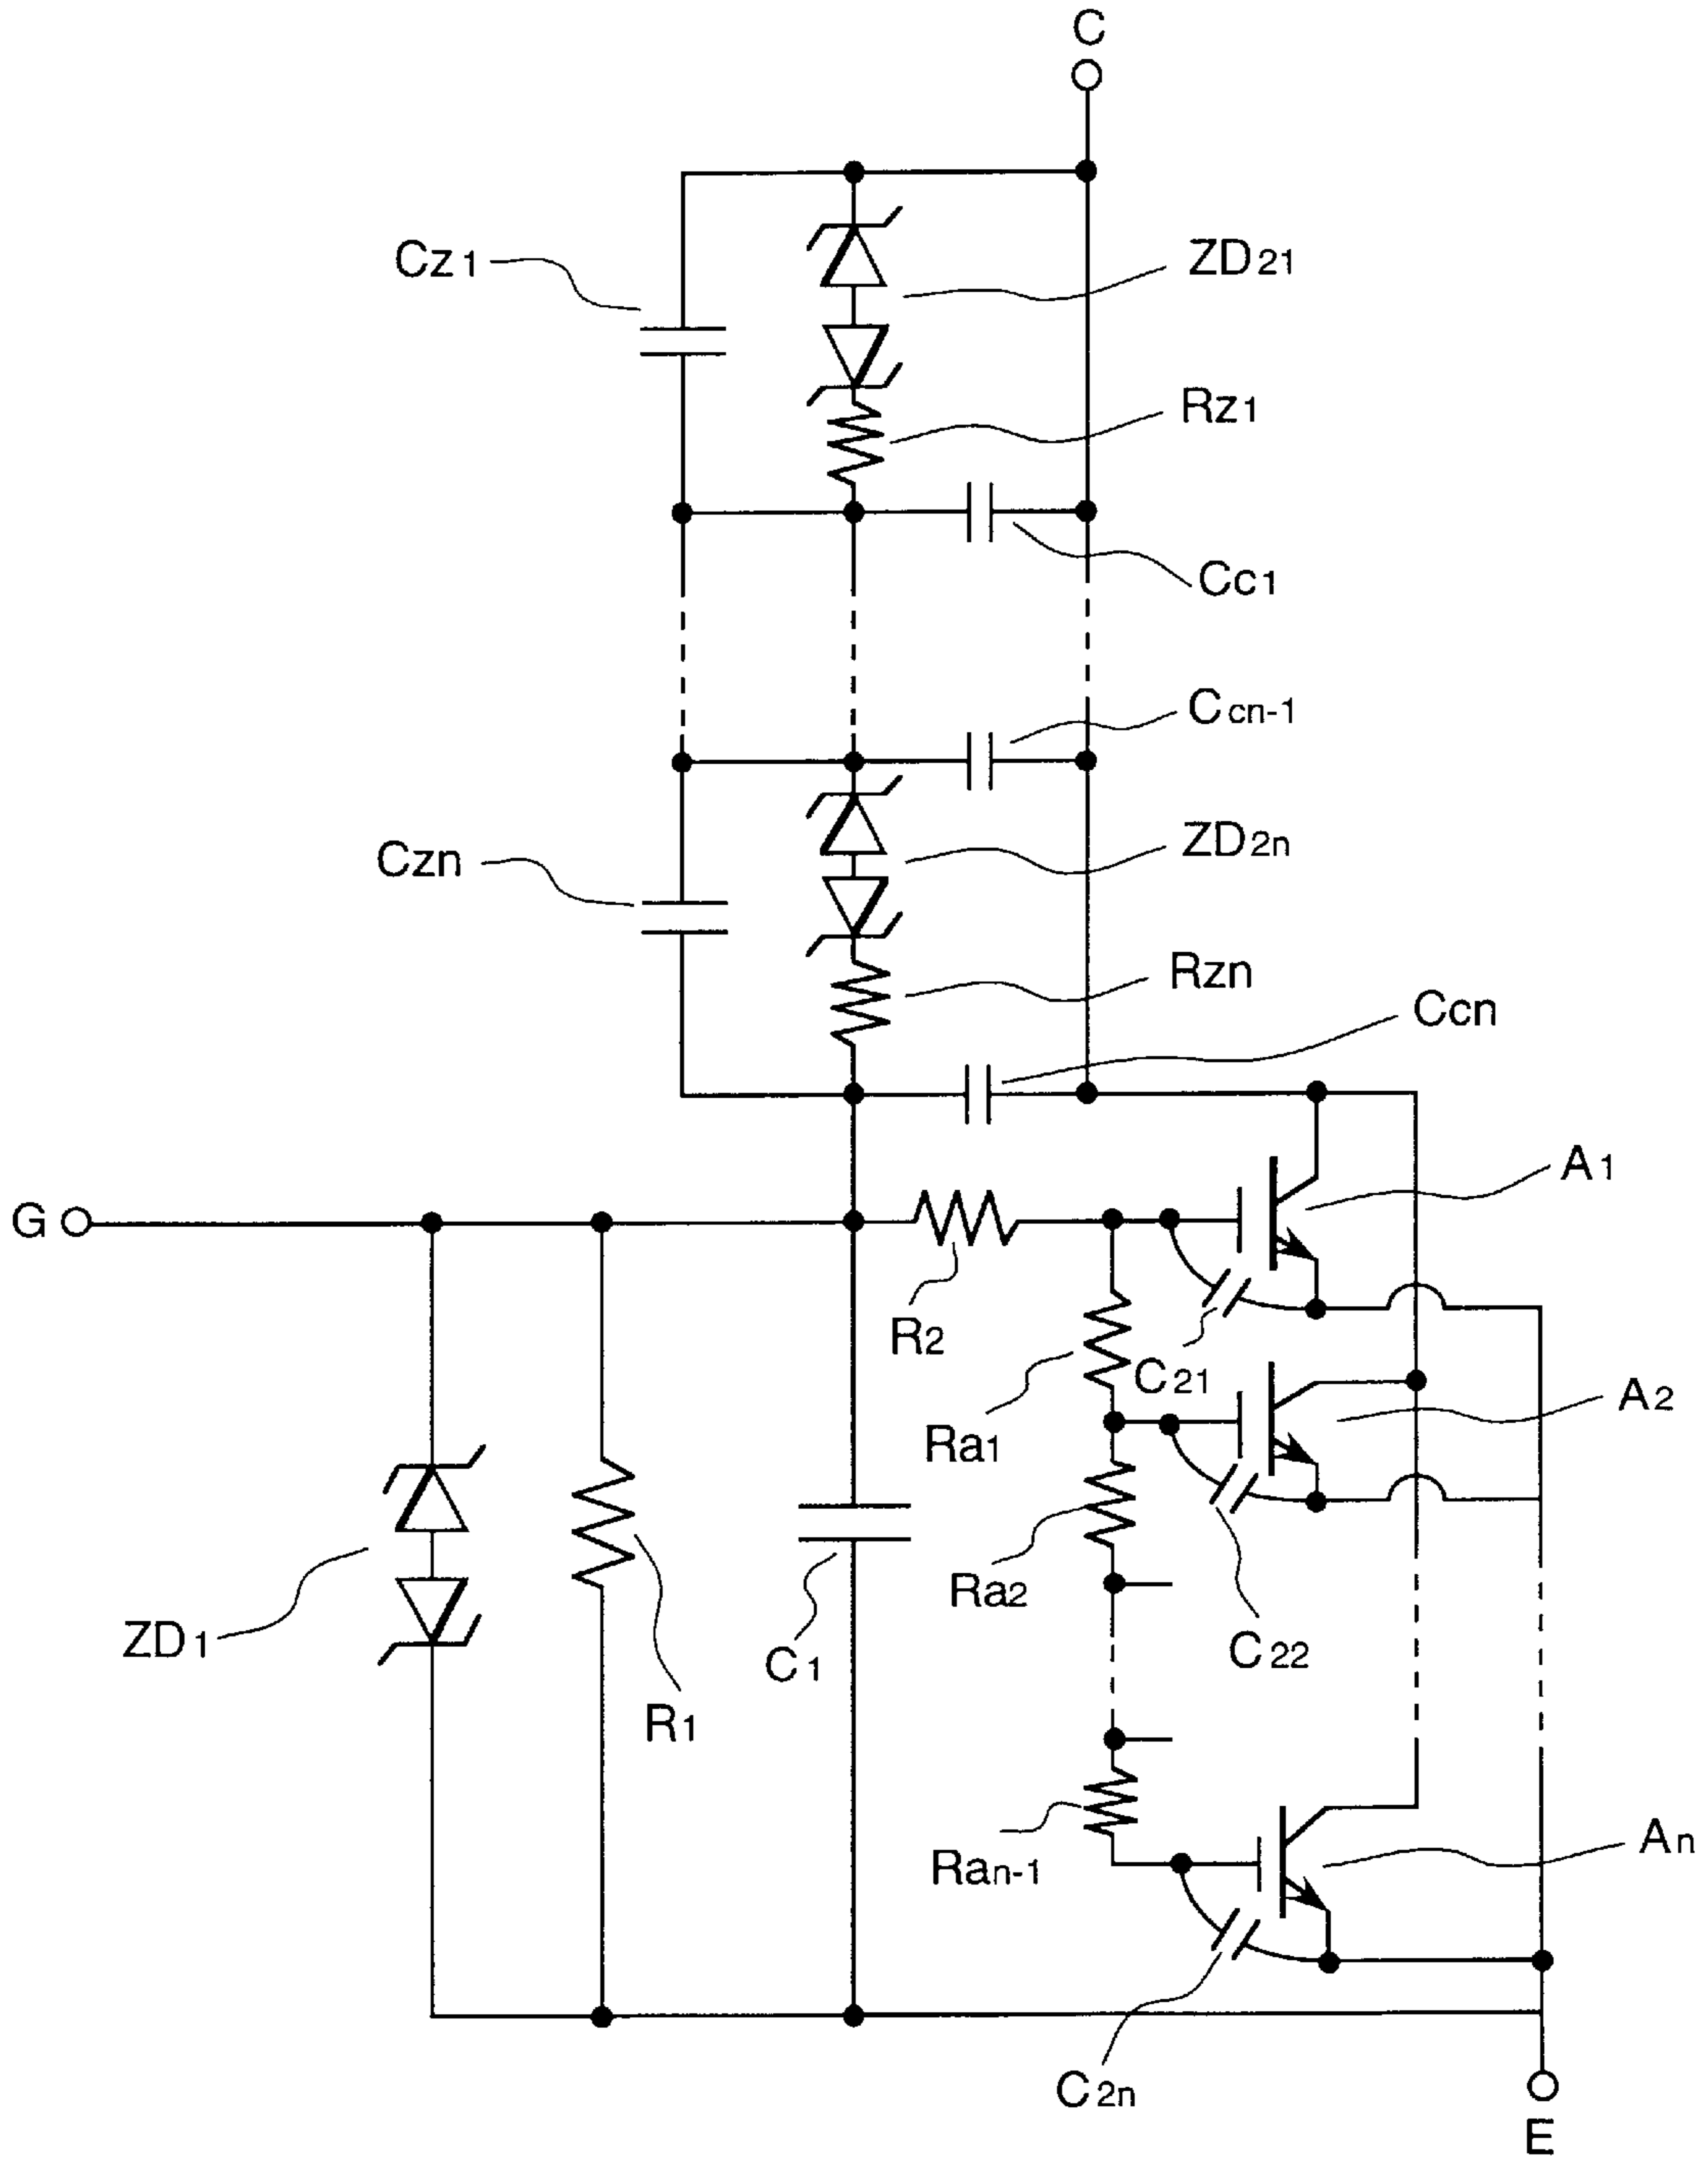 C
Cz1
ZD21
Rz1
Cc1
Ccn-1
ZD2n
Czn
Rzn
Ccn
A1
G
R2
C21
A2
Ra1
Ra2
ZD1
C1
C22
R1
An
Ran-1
C2n
E